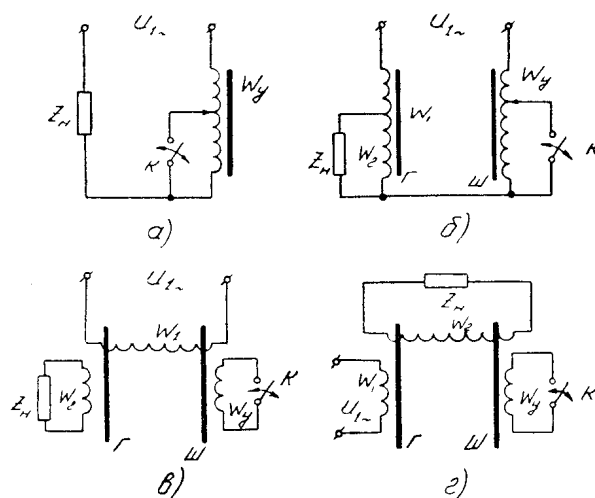 U₁~ U₁~
Wy Wy
Zн W₁
K Zн W₂ K
Г Ш
а) б)
U₁~ Zн
W₁ W₂
Zн W₂ Wy K W₁ U₁~ Wy K
Г Ш Г Ш
в) г)